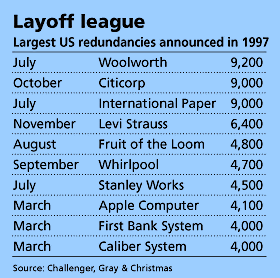 Layoff league
Largest US redundancies announced in 1997
July Woolworth 9,200
October Citicorp 9,000
July International Paper 9,000
November Levi Strauss 6,400
August Fruit of the Loom 4,800
September Whirlpool 4,700
July Stanley Works 4,500
March Apple Computer 4,100
March First Bank System 4,000
March Caliber System 4,000
Source: Challenger, Gray & Christmas